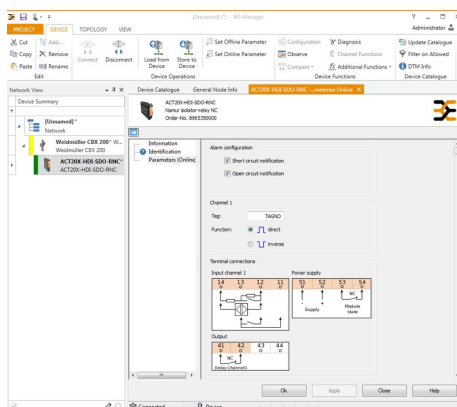 [Unnamed] (*) - WI-Manager
PROJECT DEVICE TOPOLOGY VIEW
Administrator
Cut Add...
Copy Remove
Paste Rename
Connect Disconnect
Load from Device
Store to Device
Set Offline Parameter
Set Online Parameter
Configuration
Observe
Compare
Diagnosis
Channel Functions
Additional Functions
Update Catalogue
Filter on Allowed
DTM Info
Edit
Device Operations
Device Functions
Device Catalogue
Network View
Device Summary
[Unnamed]*
Network
Weidmüller CBX 200* W...
Weidmüller CBX 200
ACT20X-HDI-SDO-RNC*
ACT20X-HDI-SDO-RNC
Device Catalogue General Node Info ACT20X-HDI-SDO-RNC -...meterize Online
ACT20X-HDI-SDO-RNC
Namur isolator-relay NC
Order-No. 8965350000
Information
Identification
Parameters (Online)
Alarm configuration
Short circuit notification
Open circuit notification
Channel 1
Tag: TAGNO
Function: direct
inverse
Terminal connections
Input channel 1
14 13 12 11
Power supply
51 52 53 54
- +
Supply
NC
Module state
Output
41 42 43 44
NC
Relay Channel1
Ok Apply Close Help
Connected Device